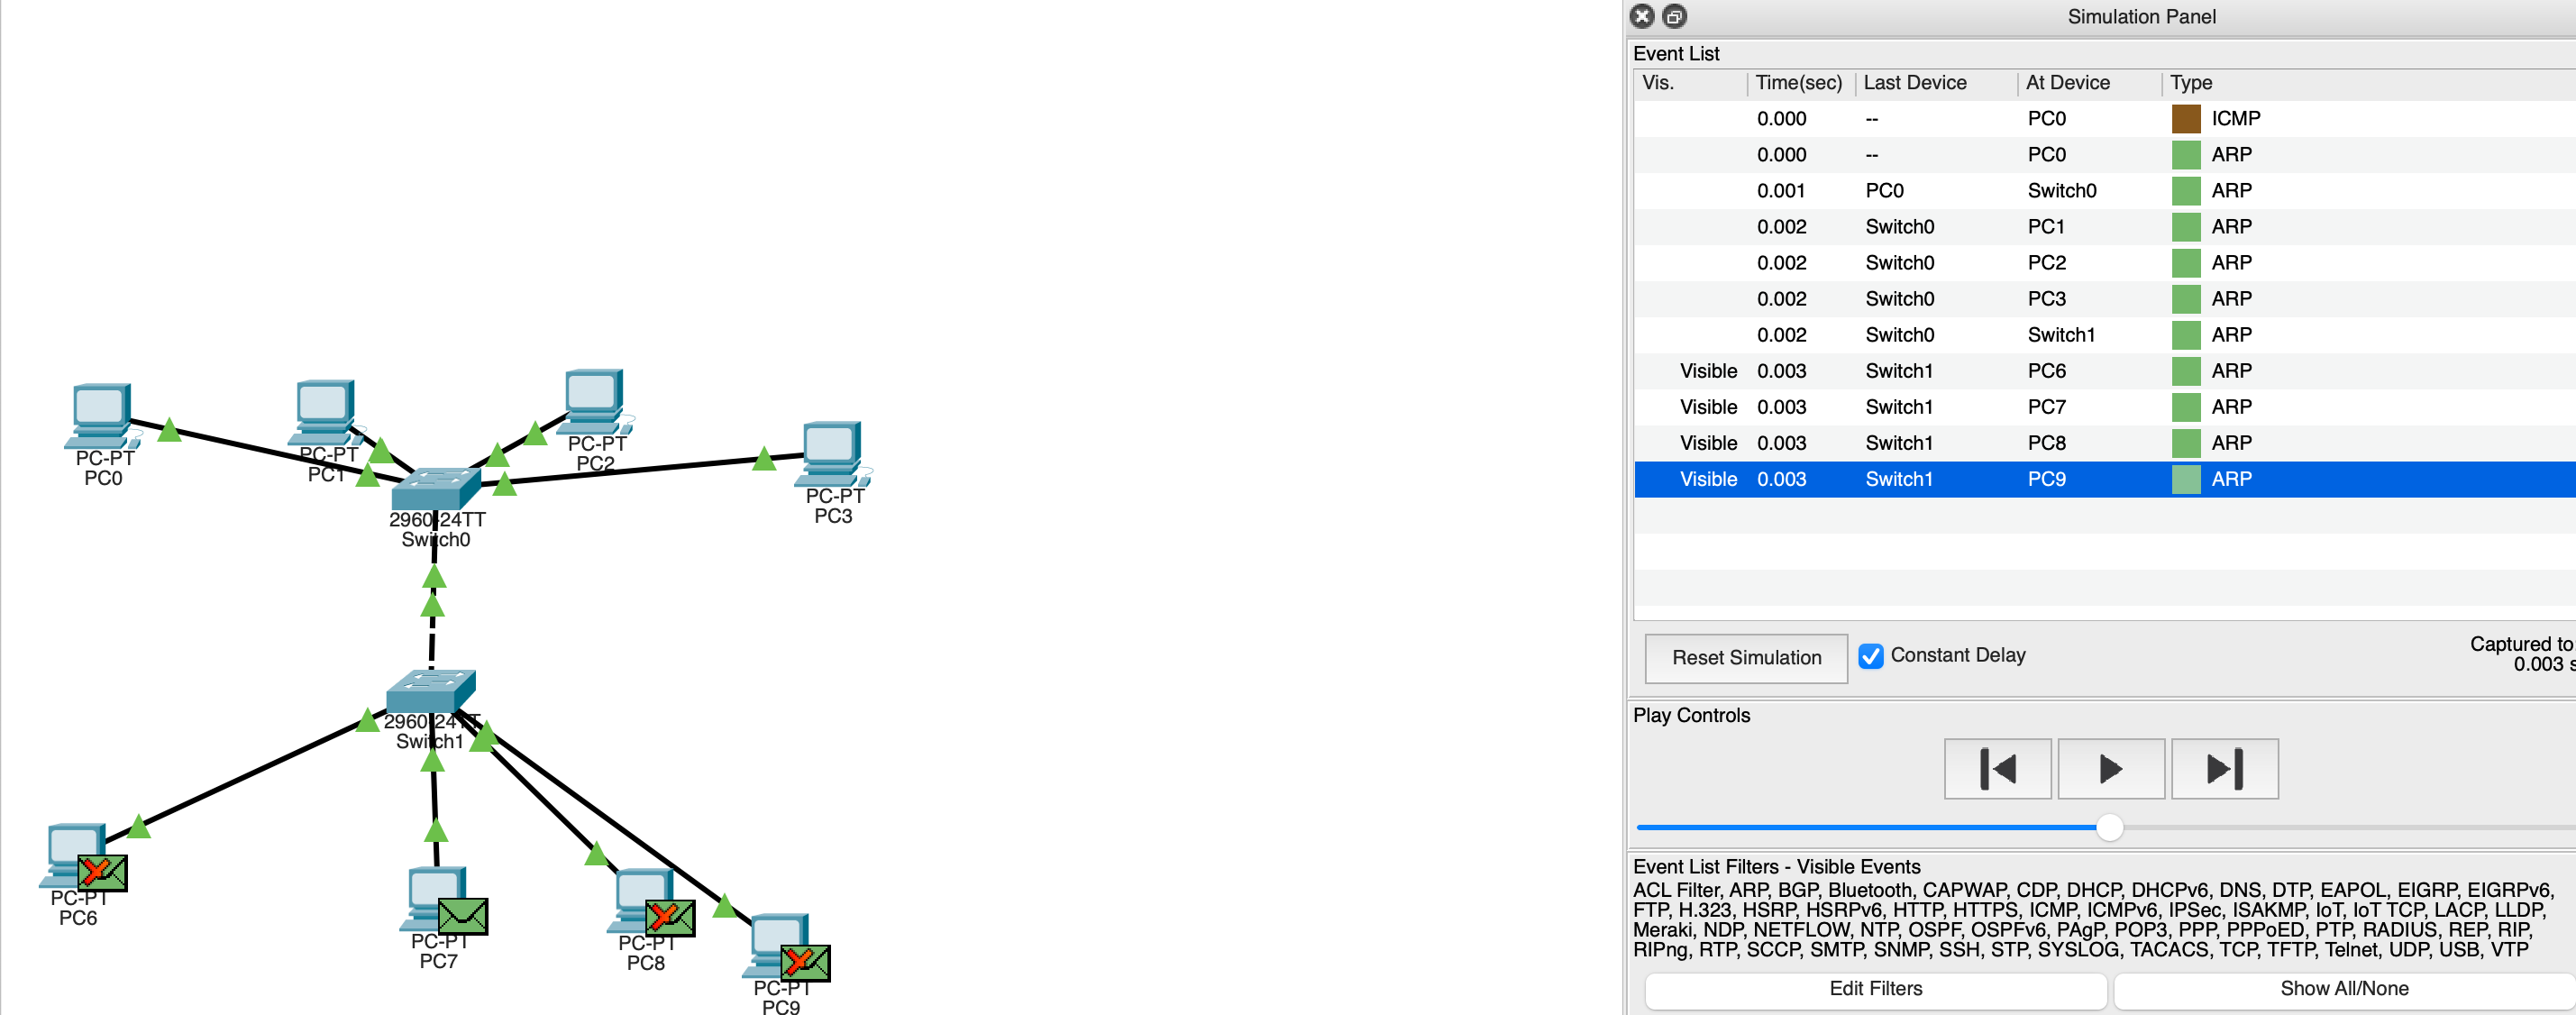 Simulation Panel
Event List
Vis. Time(sec) Last Device At Device Type
0.000 -- PC0 ICMP
0.000 -- PC0 ARP
0.001 PC0 Switch0 ARP
0.002 Switch0 PC1 ARP
0.002 Switch0 PC2 ARP
0.002 Switch0 PC3 ARP
0.002 Switch0 Switch1 ARP
Visible 0.003 Switch1 PC6 ARP
Visible 0.003 Switch1 PC7 ARP
Visible 0.003 Switch1 PC8 ARP
Visible 0.003 Switch1 PC9 ARP
Reset Simulation Constant Delay
Captured to:
0.003 s
Play Controls
Event List Filters - Visible Events
ACL Filter, ARP, BGP, Bluetooth, CAPWAP, CDP, DHCP, DHCPv6, DNS, DTP, EAPOL, EIGRP, EIGRPv6,
FTP, H.323, HSRP, HSRPv6, HTTP, HTTPS, ICMP, ICMPv6, IPSec, ISAKMP, IoT, IoT TCP, LACP, LLDP,
Meraki, NDP, NETFLOW, NTP, OSPF, OSPFv6, PAgP, POP3, PPP, PPPoED, PTP, RADIUS, REP, RIP,
RIPng, RTP, SCCP, SMTP, SNMP, SSH, STP, SYSLOG, TACACS, TCP, TFTP, Telnet, UDP, USB, VTP
Edit Filters Show All/None
PC-PT
PC0
PC-PT
PC1
PC-PT
PC2
PC-PT
PC3
2960-24TT
Switch0
2960-24TT
Switch1
PC-PT
PC6
PC-PT
PC7
PC-PT
PC8
PC-PT
PC9